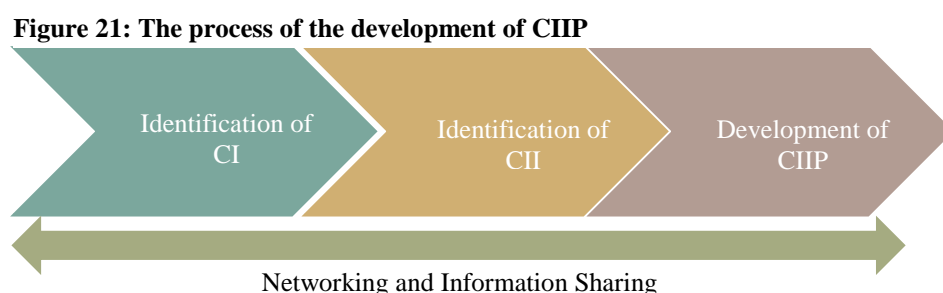 Figure 21: The process of the development of CIIP
Identification of
CI
Identification of
CII
Development of
CIIP
Networking and Information Sharing